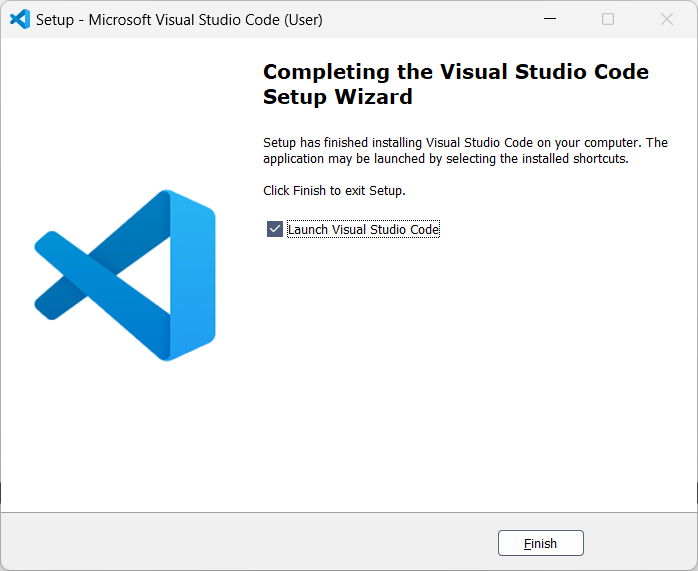 Setup - Microsoft Visual Studio Code (User)
Completing the Visual Studio Code
Setup Wizard
Setup has finished installing Visual Studio Code on your computer. The
application may be launched by selecting the installed shortcuts.
Click Finish to exit Setup.
Launch Visual Studio Code
Finish